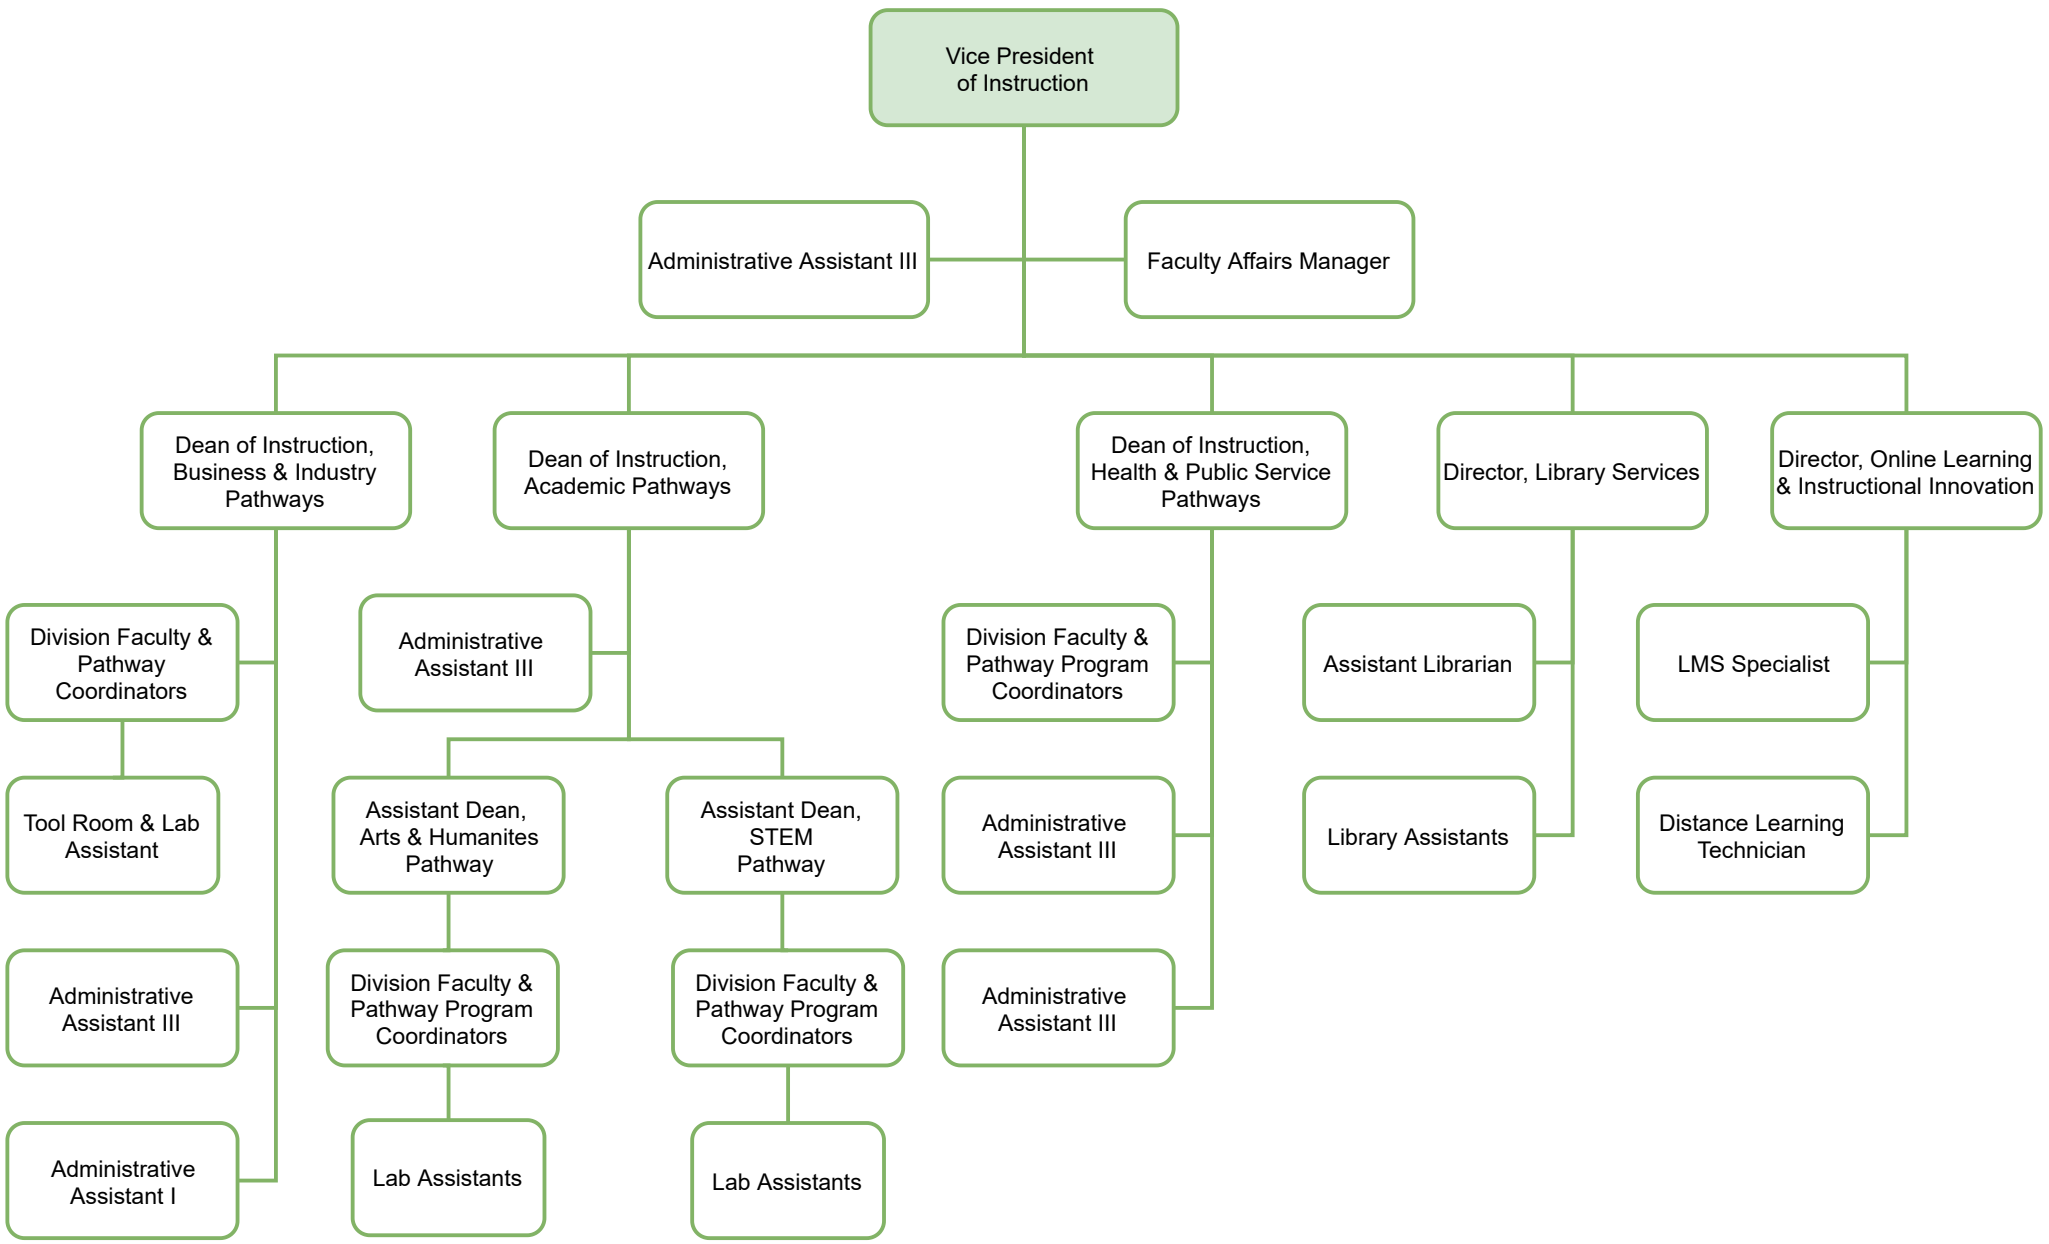 Vice President
of Instruction
Administrative Assistant III
Faculty Affairs Manager
Dean of Instruction,
Business & Industry
Pathways
Dean of Instruction,
Academic Pathways
Dean of Instruction,
Health & Public Service
Pathways
Director, Library Services
Director, Online Learning
& Instructional Innovation
Division Faculty &
Pathway
Coordinators
Administrative
Assistant III
Division Faculty &
Pathway Program
Coordinators
Assistant Librarian
LMS Specialist
Tool Room & Lab
Assistant
Assistant Dean,
Arts & Humanites
Pathway
Assistant Dean,
STEM
Pathway
Administrative
Assistant III
Library Assistants
Distance Learning
Technician
Administrative
Assistant III
Division Faculty &
Pathway Program
Coordinators
Division Faculty &
Pathway Program
Coordinators
Administrative
Assistant III
Administrative
Assistant I
Lab Assistants
Lab Assistants